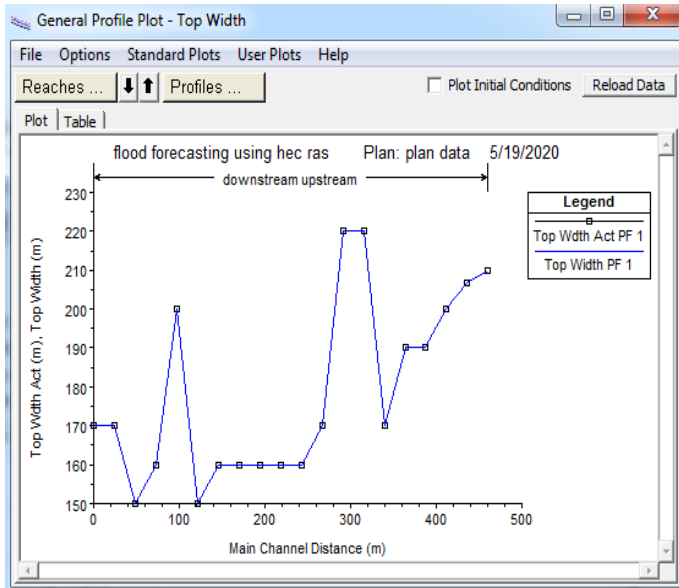 General Profile Plot - Top Width
File Options Standard Plots User Plots Help
Reaches ... Profiles ... Plot Initial Conditions Reload Data
Plot Table
flood forecasting using hec ras Plan: plan data 5/19/2020
downstream upstream
230
220
210
200
190
180
170
160
150
0 100 200 300 400 500
Main Channel Distance (m)
Top Wdth Act (m), Top Width (m)
Legend
Top Wdth Act PF 1
Top Width PF 1